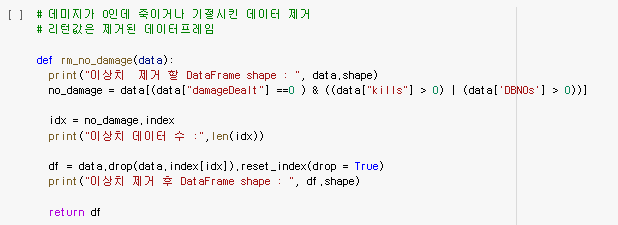 [ ] # 데미지가 0인데 죽이거나 기절시킨 데이터 제거
# 리턴값은 제거된 데이터프레임
def rm_no_damage(data):
print("이상치  제거 할 DataFrame shape : ", data.shape)
no_damage = data[(data["damageDealt"] ==0 ) & ((data["kills"] > 0) | (data['DBNOs'] > 0))]
idx = no_damage.index
print("이상치 데이터 수 :",len(idx))
df = data.drop(data.index[idx]).reset_index(drop = True)
print("이상치 제거 후 DataFrame shape : ", df.shape)
return df